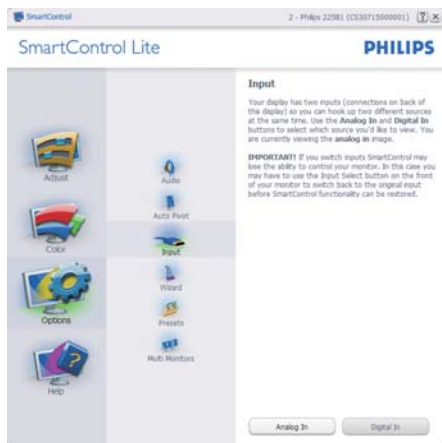 SmartControl
2 - Philips 225B1 (CS30715000001)
SmartControl Lite
PHILIPS
Adjust
Color
Options
Help
Audio
Auto Pivot
Input
Wizard
Presets
Multi Monitors
Input
Your display has two inputs (connections on back of
this display) so you can hook up two different sources
at the same time. Use the Analog In and Digital In
buttons to select which source you'd like to view. You
are currently viewing the analog in image.
IMPORTANT! If you switch inputs SmartControl may
lose the ability to control your monitor. In this case you
may have to use the Input Select button on the front
of your monitor to switch back to the original input
before SmartControl functionality can be restored.
Analog In
Digital In